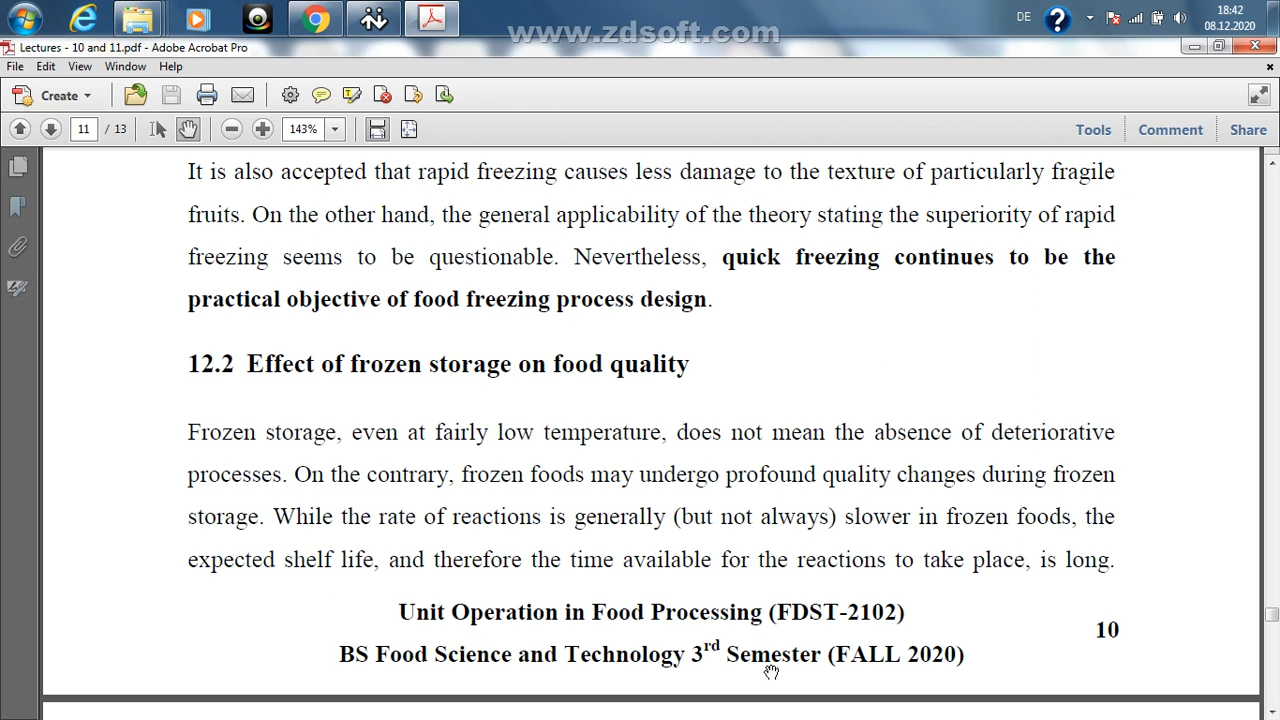 18:42
DE
www.zdsoft.com
08.12.2020
Lectures - 10 and 11.pdf - Adobe Acrobat Pro
File Edit View Window Help
Create
11 / 13 143% Tools Comment Share
It is also accepted that rapid freezing causes less damage to the texture of particularly fragile
fruits. On the other hand, the general applicability of the theory stating the superiority of rapid
freezing seems to be questionable. Nevertheless, quick freezing continues to be the
practical objective of food freezing process design.
12.2 Effect of frozen storage on food quality
Frozen storage, even at fairly low temperature, does not mean the absence of deteriorative
processes. On the contrary, frozen foods may undergo profound quality changes during frozen
storage. While the rate of reactions is generally (but not always) slower in frozen foods, the
expected shelf life, and therefore the time available for the reactions to take place, is long.
Unit Operation in Food Processing (FDST-2102)
10
BS Food Science and Technology 3rd Semester (FALL 2020)